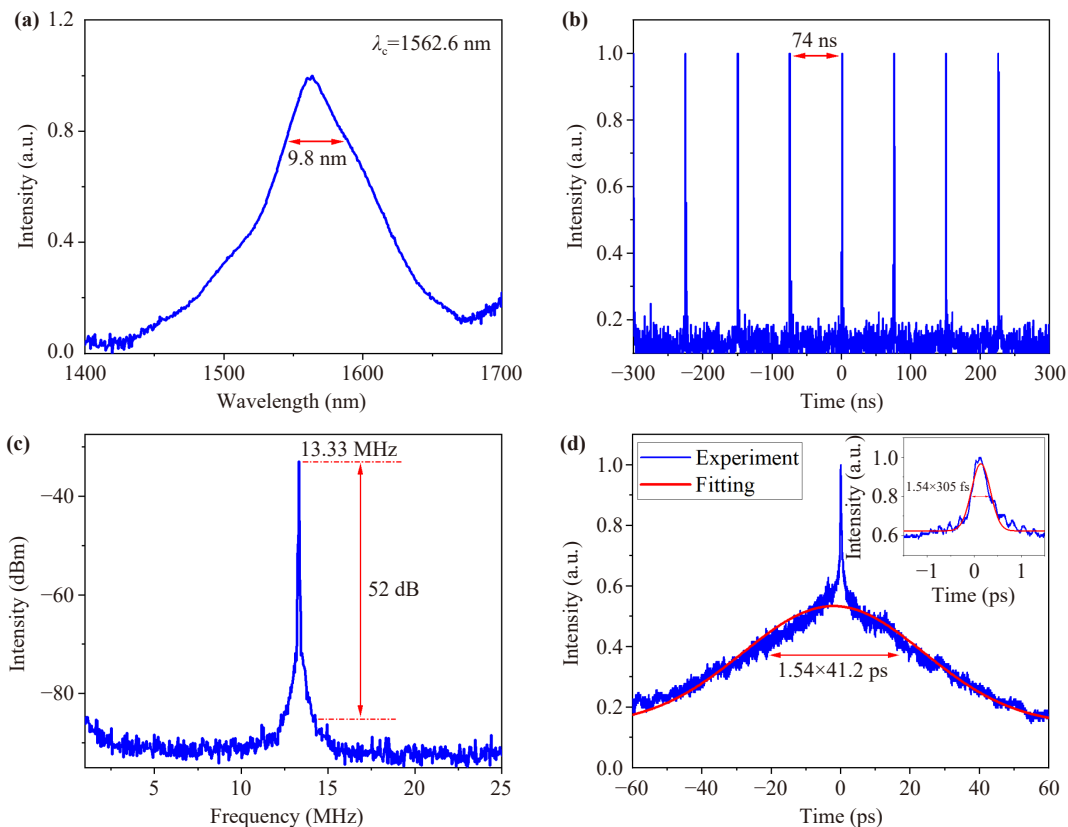 (a)
λc=1562.6 nm
9.8 nm
1.2
0.8
0.4
0.0
Intensity (a.u.)
1400
1500
1600
1700
Wavelength (nm)
(b)
74 ns
1.0
0.8
0.6
0.4
0.2
Intensity (a.u.)
−300
−200
−100
0
100
200
300
Time (ns)
(c)
13.33 MHz
52 dB
−40
−60
−80
Intensity (dBm)
5
10
15
20
25
Frequency (MHz)
(d)
Experiment
Fitting
1.54×41.2 ps
1.0
0.8
0.6
0.4
0.2
1.0
Intensity (a.u.)
−60
−40
−20
0
20
40
60
Time (ps)
1.54×305 fs
1.0
0.8
0.6
Intensity (a.u.)
−1
0
1
Time (ps)